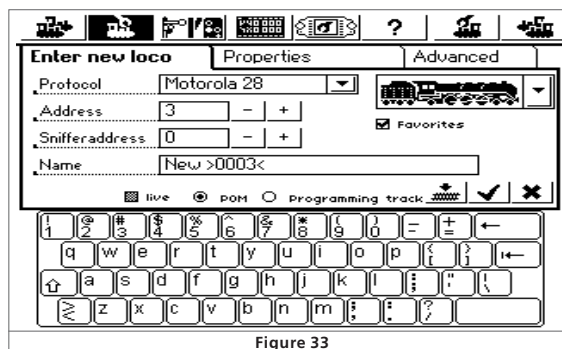 ?
Enter new loco Properties Advanced
Protocol Motorola 28
Address 3 - +
Favorites
Snifferaddress 0 - +
Name New >0003<
live POM Programming track
! 1 @ 2 # 3 $ 4 % 5 ^ 6 & 7 * 8 ( 9 ) 0 _ - + = ←
q w e r t y u i o p { [ } ]
a s d f g h j k l : ; " ' | \
> < z x c v b n m ; , : . ? /
Figure 33